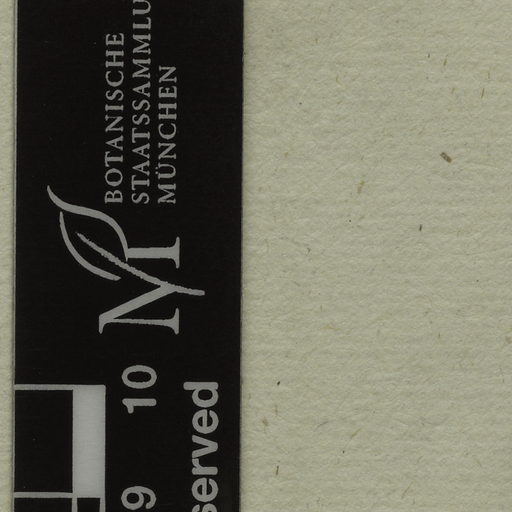 BOTANISCHE
STAATSSAMMLU
MÜNCHEN
9 10
served